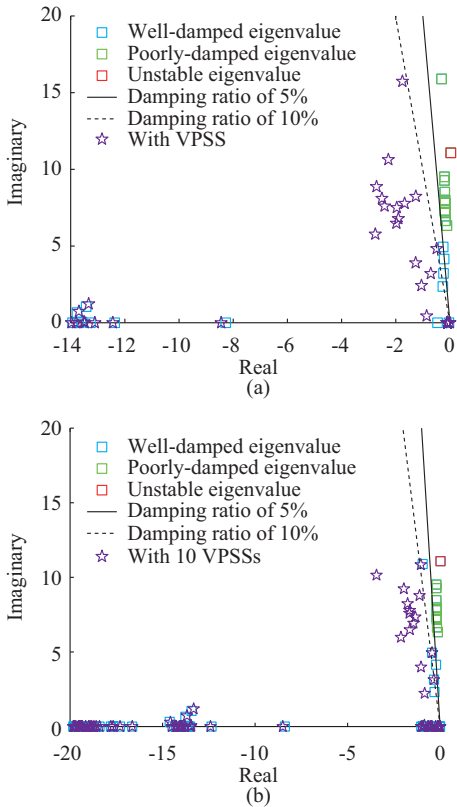 20
Well-damped eigenvalue
Poorly-damped eigenvalue
Unstable eigenvalue
15
Damping ratio of 5%
Damping ratio of 10%
With VPSS
Imaginary
10
5
0
-14 -12 -10 -8 -6 -4 -2 0
Real
(a)
20
Well-damped eigenvalue
Poorly-damped eigenvalue
Unstable eigenvalue
15
Damping ratio of 5%
Damping ratio of 10%
With 10 VPSSs
Imaginary
10
5
0
-20 -15 -10 -5 0
Real
(b)